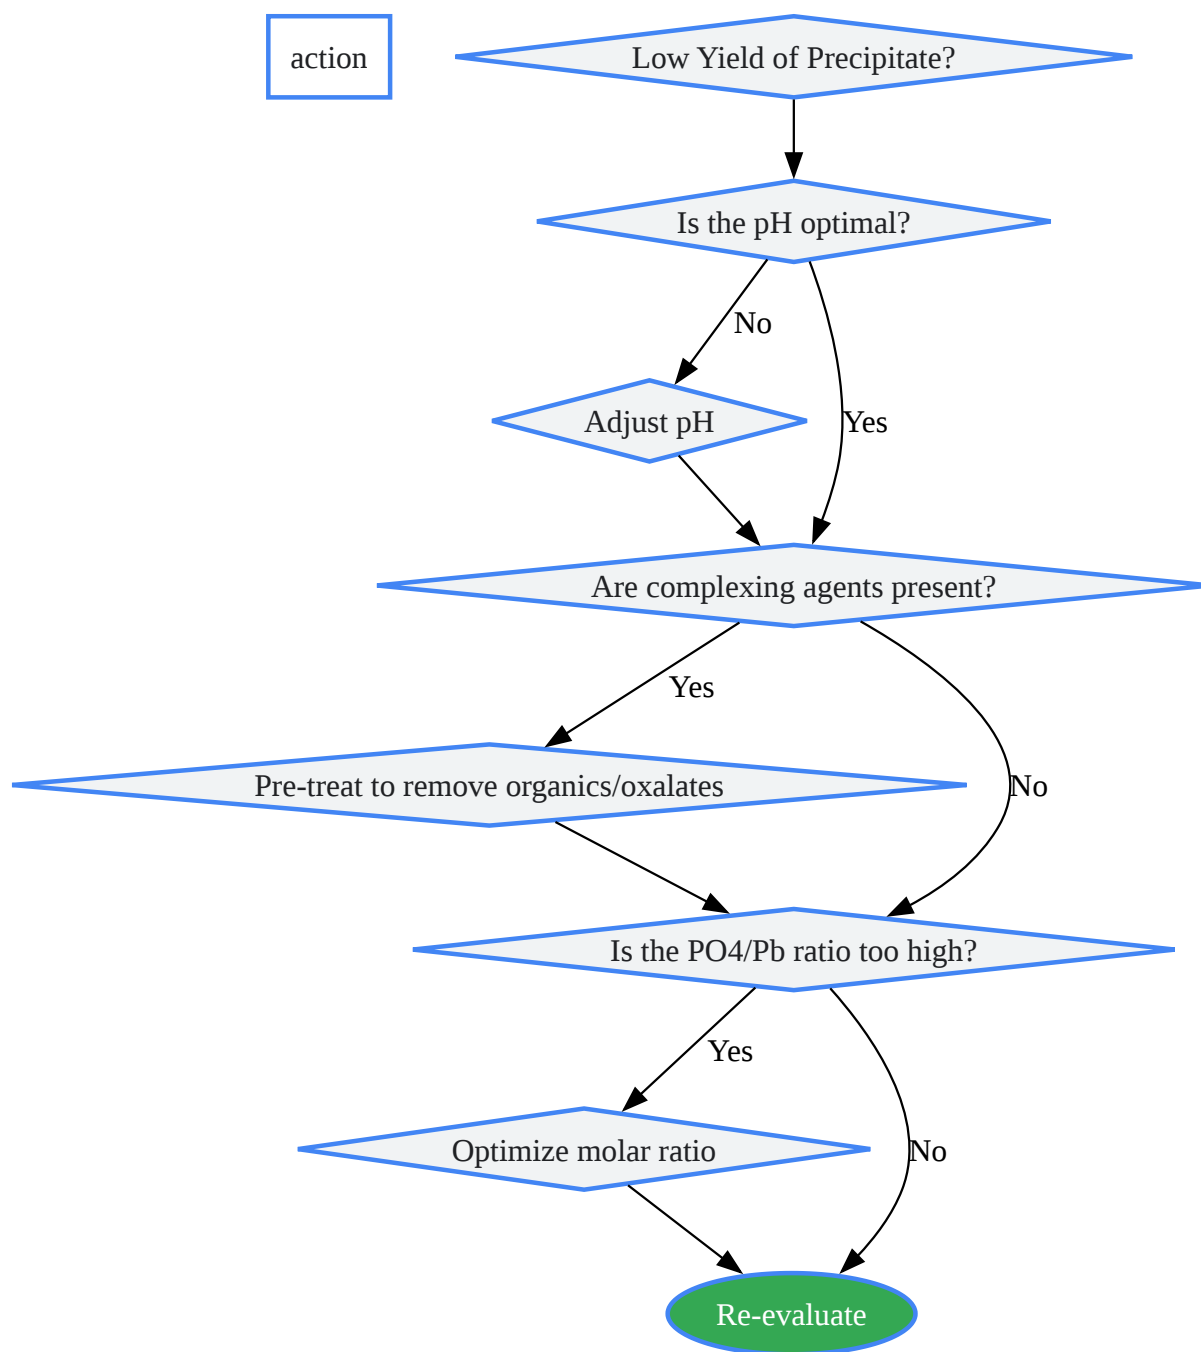 action
Low Yield of Precipitate?
Is the pH optimal?
No
Adjust pH
Yes
Are complexing agents present?
Yes
Pre-treat to remove organics/oxalates
No
Is the PO4/Pb ratio too high?
Yes
Optimize molar ratio
No
Re-evaluate